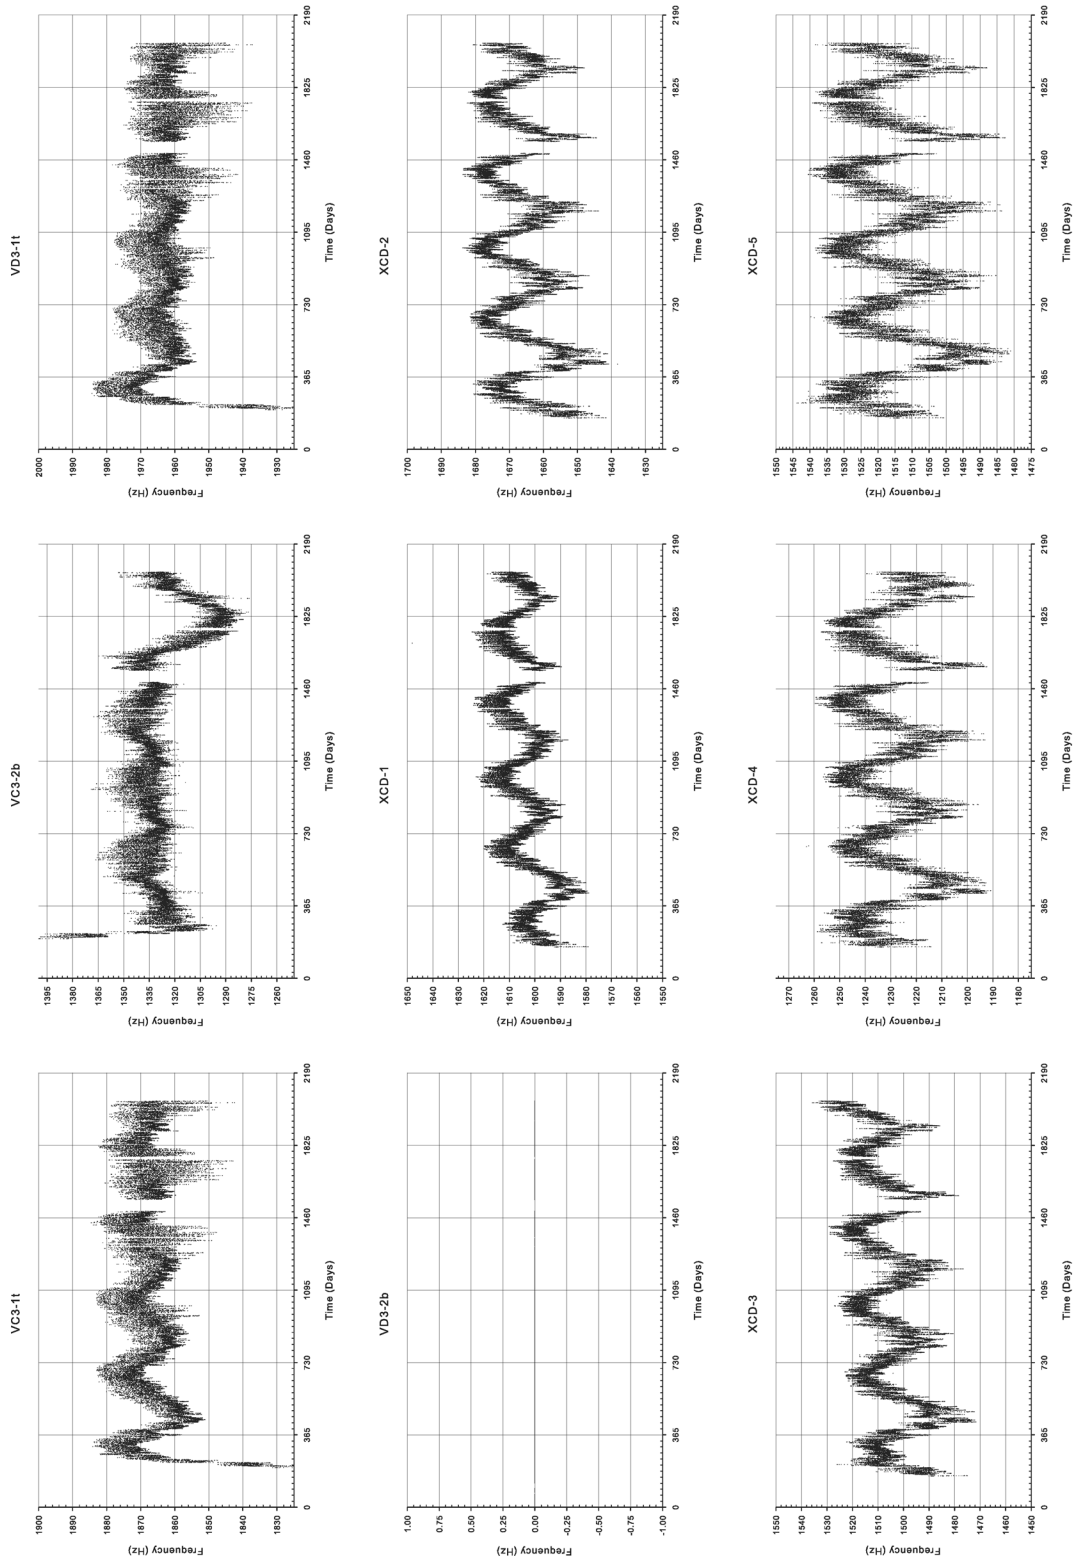 VC3-1t
Frequency (Hz)
1900
1890
1880
1870
1860
1850
1840
1830
0 365 730 1095 1460 1825 2190
Time (Days)
VC3-2b
Frequency (Hz)
1395
1380
1365
1340
1325
1320
1305
1290
1275
1260
0 365 730 1095 1460 1825 2190
Time (Days)
VD3-1t
Frequency (Hz)
2000
1990
1980
1970
1960
1950
1940
1930
0 365 730 1095 1460 1825 2190
Time (Days)
VD3-2b
Frequency (Hz)
1.00
0.75
0.50
0.25
0.00
-0.25
-0.50
-0.75
-1.00
0 365 730 1095 1460 1825 2190
Time (Days)
XCD-1
Frequency (Hz)
1650
1640
1630
1620
1610
1600
1590
1580
1570
1560
1550
0 365 730 1095 1460 1825 2190
Time (Days)
XCD-2
Frequency (Hz)
1700
1690
1680
1670
1660
1650
1640
1630
0 365 730 1095 1460 1825 2190
Time (Days)
XCD-3
Frequency (Hz)
1550
1540
1530
1520
1510
1500
1490
1480
1470
1460
1450
0 365 730 1095 1460 1825 2190
Time (Days)
XCD-4
Frequency (Hz)
1270
1260
1250
1240
1230
1220
1210
1200
1190
1180
0 365 730 1095 1460 1825 2190
Time (Days)
XCD-5
Frequency (Hz)
1550
1545
1540
1535
1530
1525
1520
1515
1510
1505
1500
1495
1490
1485
1480
1475
0 365 730 1095 1460 1825 2190
Time (Days)